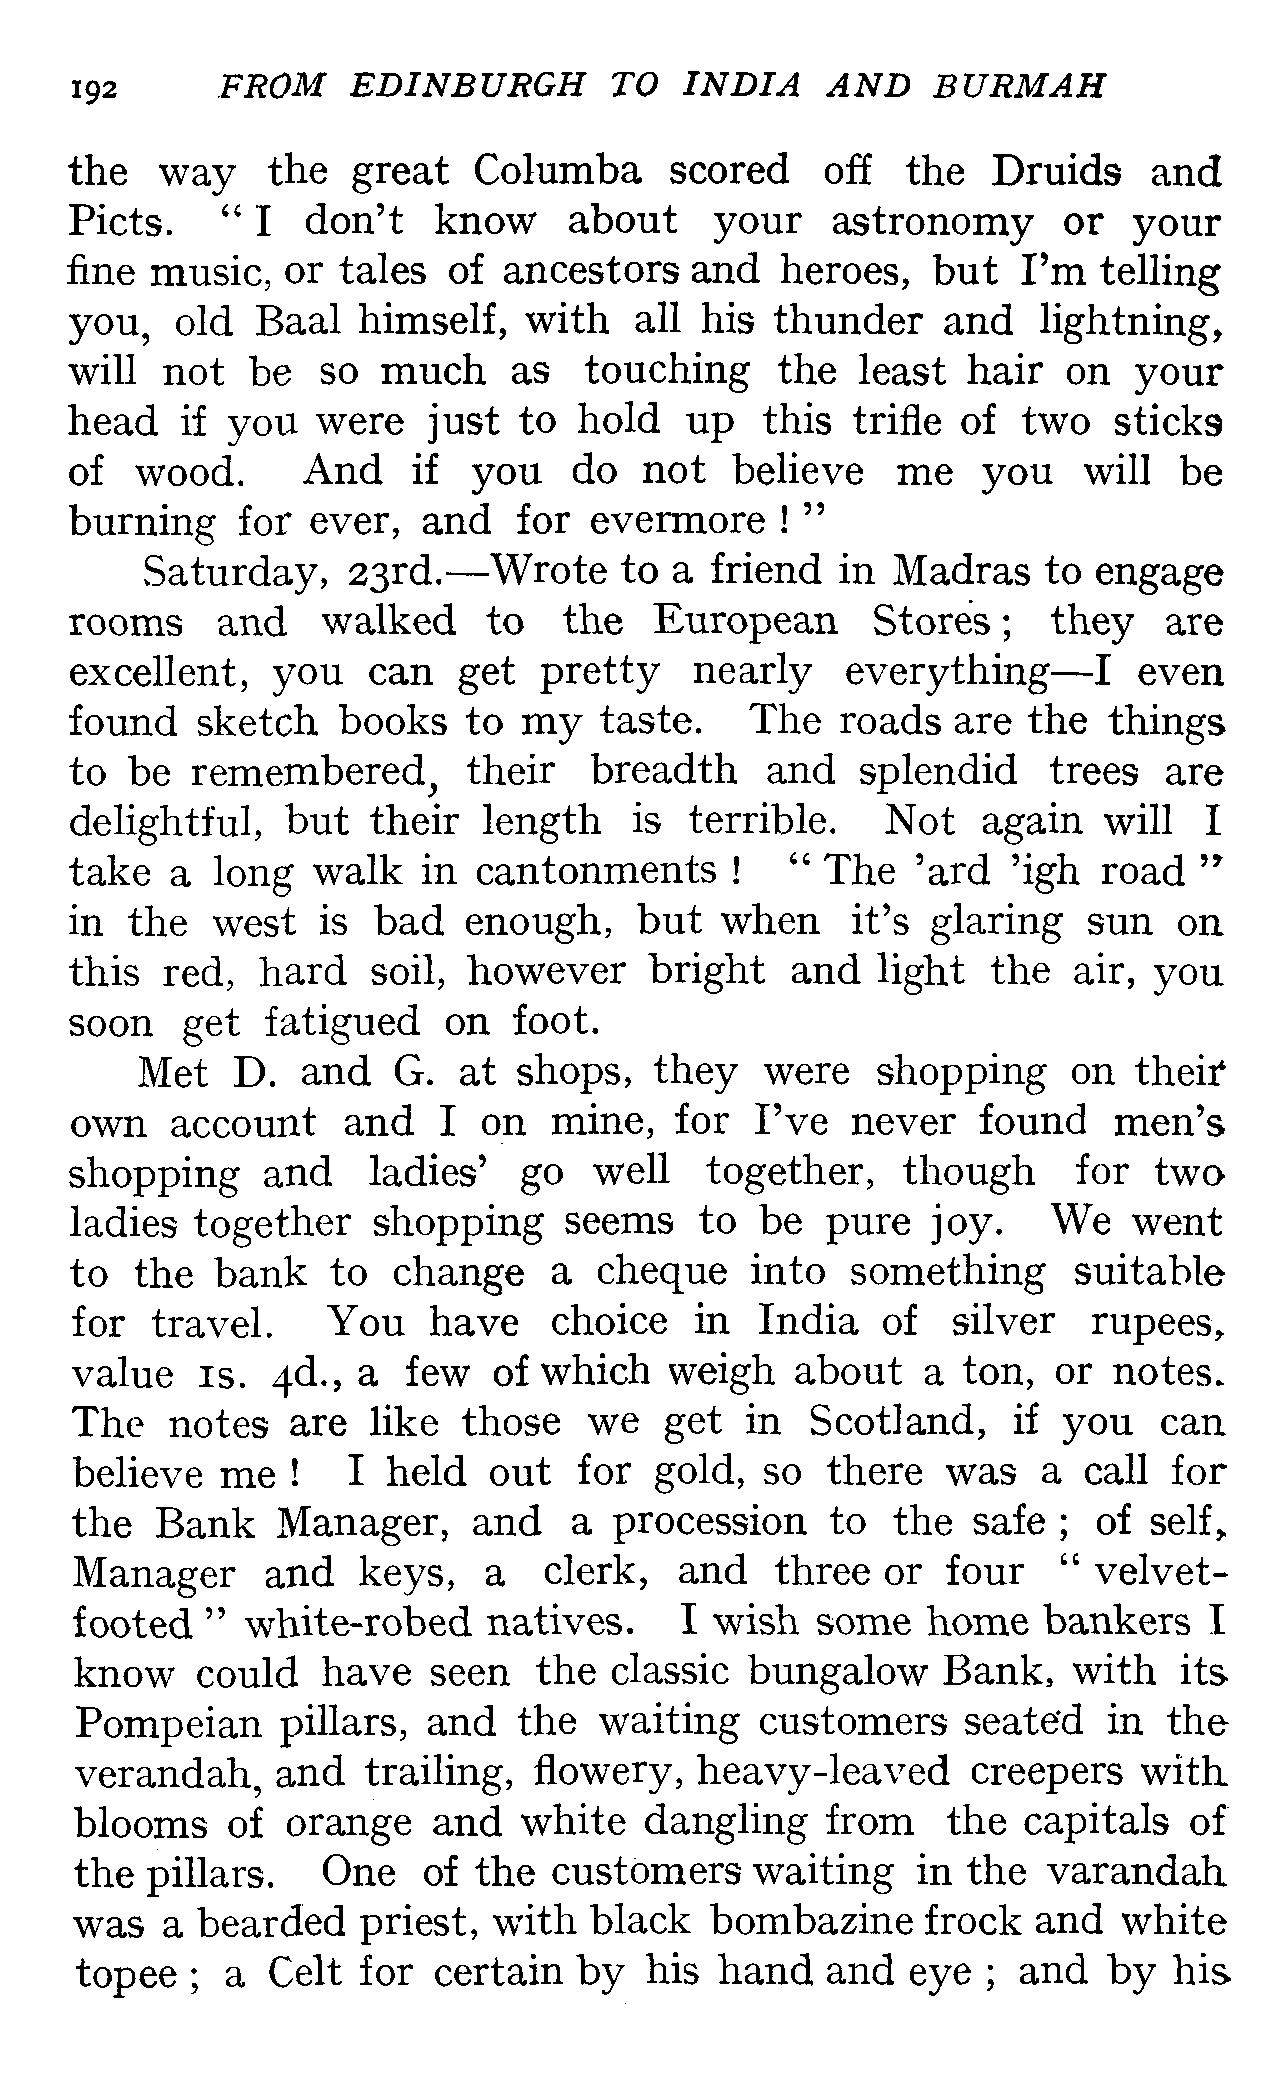 192 FROM EDINBURGH TO INDIA AND BURMAH
the way the great Columba scored off the Druids and
Picts. “ I don’t know about your astronomy or your
fine music, or tales of ancestors and heroes, but I’m telling
you, old Baal himself, with all his thunder and lightning,
will not be so much as touching the least hair on your
head if you were just to hold up this trifle of two sticks
of wood. And if you do not believe me you will be
burning for ever, and for evermore ! ”
Saturday, 23rd.—Wrote to a friend in Madras to engage
rooms and walked to the European Stores ; they are
excellent, you can get pretty nearly everything—I even
found sketch books to my taste. The roads are the things
to be remembered, their breadth and splendid trees are
delightful, but their length is terrible. Not again will I
take a long walk in cantonments ! “ The ’ard ’igh road ”
in the west is bad enough, but when it’s glaring sun on
this red, hard soil, however bright and light the air, you
soon get fatigued on foot.
Met D. and G. at shops, they were shopping on their
own account and I on mine, for I’ve never found men’s
shopping and ladies’ go well together, though for two
ladies together shopping seems to be pure joy. We went
to the bank to change a cheque into something suitable
for travel. You have choice in India of silver rupees,
value 1s. 4d., a few of which weigh about a ton, or notes.
The notes are like those we get in Scotland, if you can
believe me ! I held out for gold, so there was a call for
the Bank Manager, and a procession to the safe ; of self,
Manager and keys, a clerk, and three or four “ velvet-
footed ” white-robed natives. I wish some home bankers I
know could have seen the classic bungalow Bank, with its
Pompeian pillars, and the waiting customers seated in the
verandah, and trailing, flowery, heavy-leaved creepers with
blooms of orange and white dangling from the capitals of
the pillars. One of the customers waiting in the varandah
was a bearded priest, with black bombazine frock and white
topee ; a Celt for certain by his hand and eye ; and by his